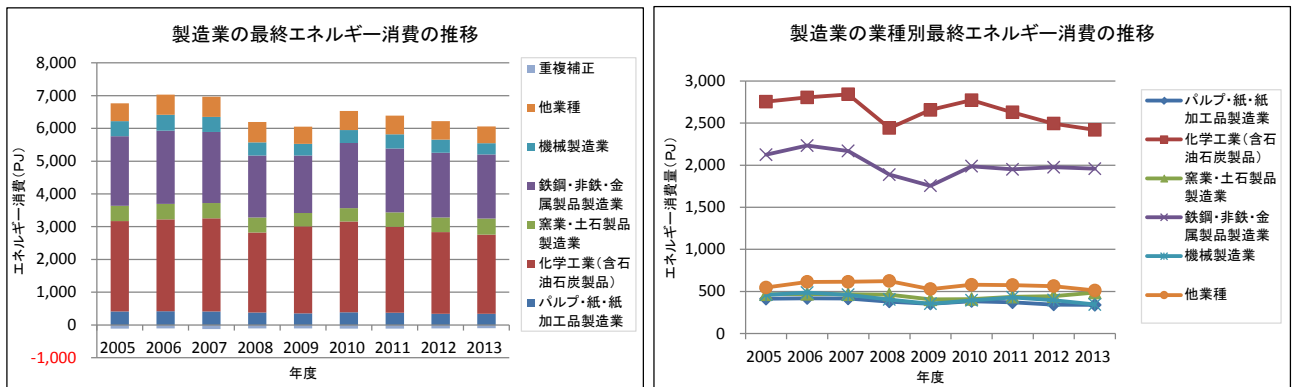 製造業の最終エネルギー消費の推移
8,000
7,000
6,000
5,000
4,000
3,000
2,000
1,000
0
-1,000
エネルギー消費(PJ)
2005 2006 2007 2008 2009 2010 2011 2012 2013
年度
重複補正
他業種
機械製造業
鉄鋼・非鉄・金
属製品製造業
窯業・土石製品
製造業
化学工業(含石
油石炭製品)
パルプ・紙・紙
加工品製造業
製造業の業種別最終エネルギー消費の推移
3,000
2,500
2,000
1,500
1,000
500
0
エネルギー消費量(PJ)
2005 2006 2007 2008 2009 2010 2011 2012 2013
年度
パルプ・紙・紙
加工品製造業
化学工業(含石
油石炭製品)
窯業・土石製品
製造業
鉄鋼・非鉄・金
属製品製造業
機械製造業
他業種